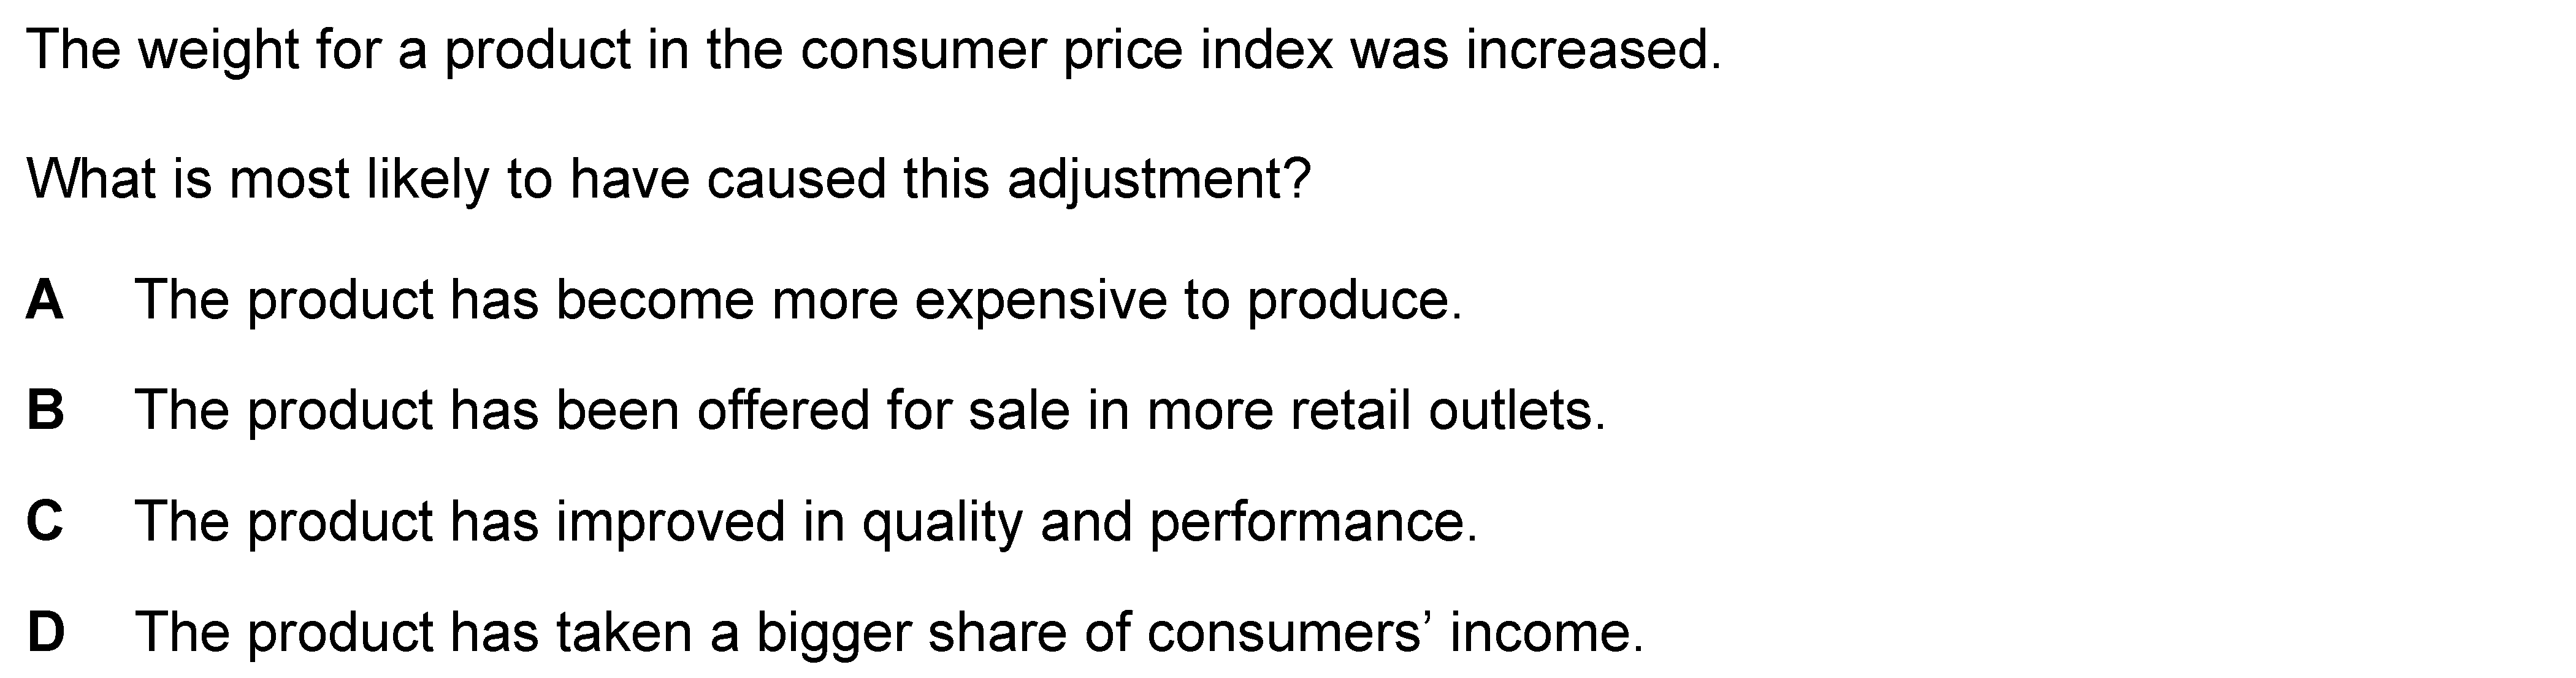 The weight for a product in the consumer price index was increased.
What is most likely to have caused this adjustment?
A The product has become more expensive to produce.
B The product has been offered for sale in more retail outlets.
C The product has improved in quality and performance.
D The product has taken a bigger share of consumers’ income.